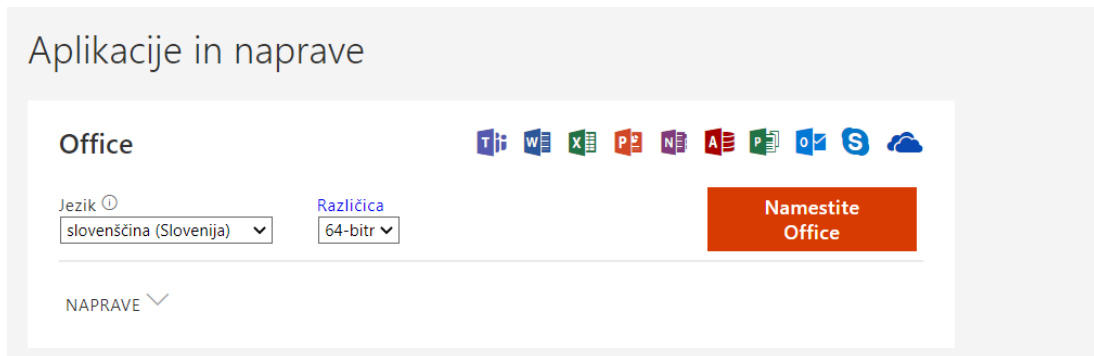 Aplikacije in naprave
Office
Jezik
Različica
slovenščina (Slovenija)
64-bitr
Namestite
Office
NAPRAVE